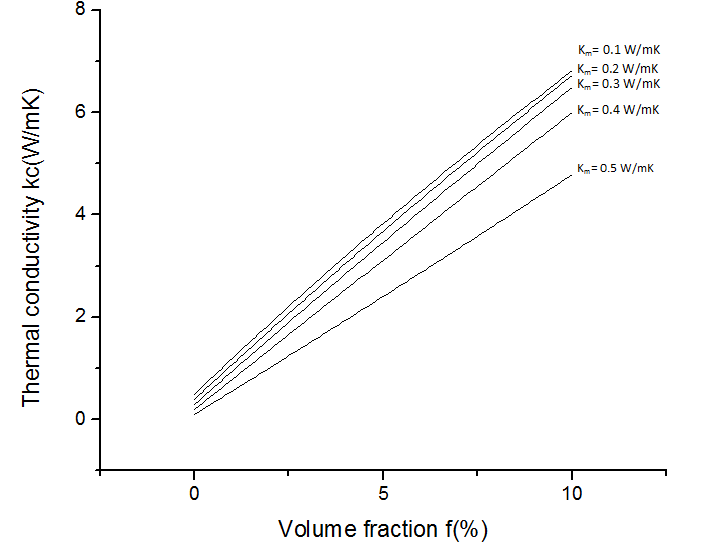 8
6
4
2
0
Thermal conductivity kc(W/mK)
Km= 0.1 W/mK
Km= 0.2 W/mK
Km= 0.3 W/mK
Km= 0.4 W/mK
Km= 0.5 W/mK
0 5 10
Volume fraction f(%)